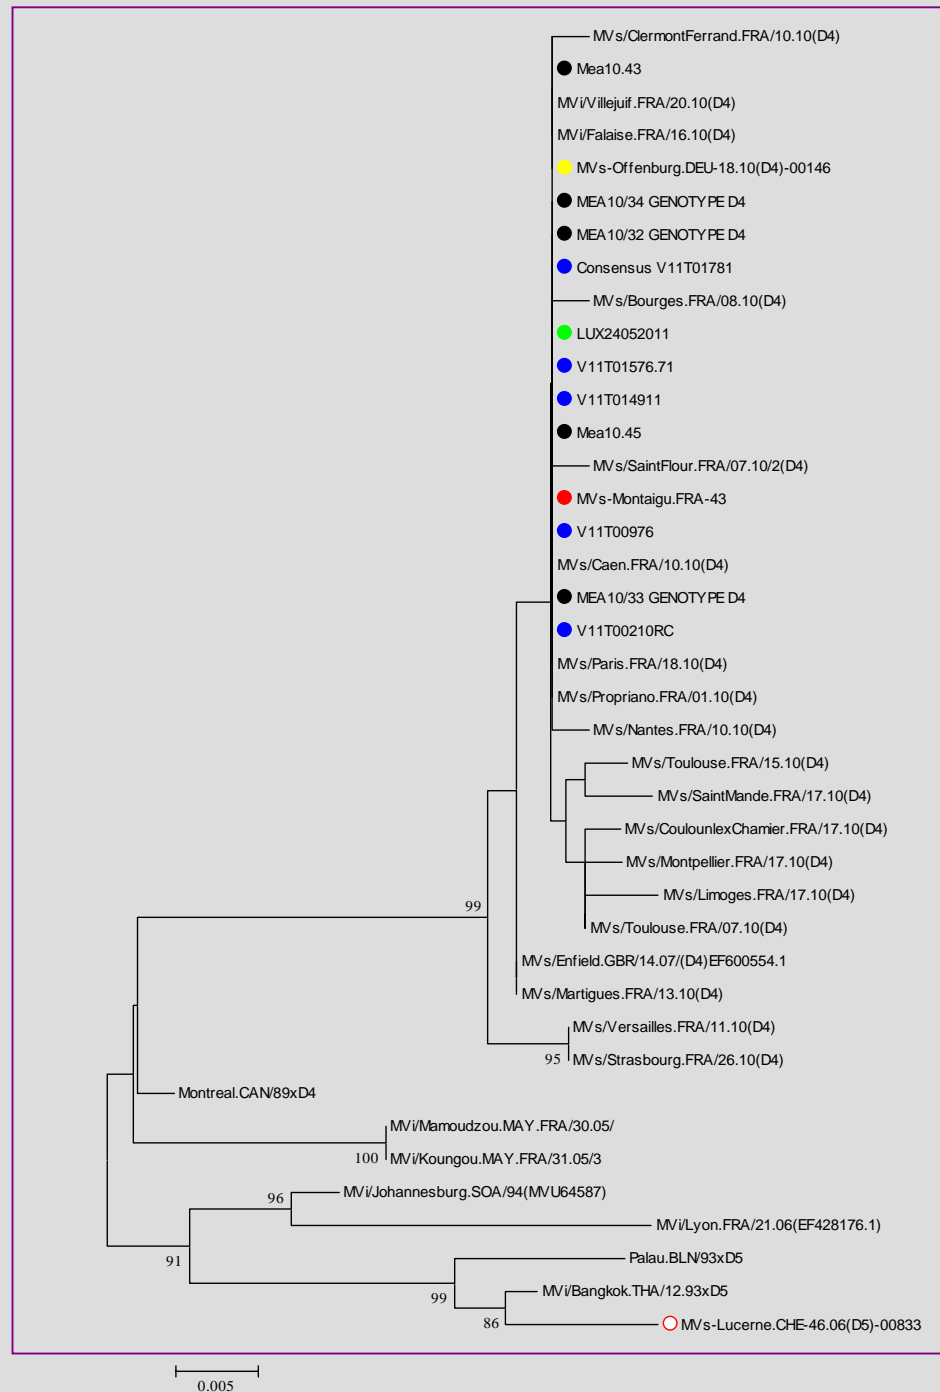 MVs/ClermontFerrand.FRA/10.10(D4)
Mea10.43
MVi/Villejuif.FRA/20.10(D4)
MVi/Falaise.FRA/16.10(D4)
MVs-Offenburg.DEU-18.10(D4)-00146
MEA10/34 GENOTYPE D4
MEA10/32 GENOTYPE D4
Consensus V11T01781
MVs/Bourges.FRA/08.10(D4)
LUX24052011
V11T01576.71
V11T014911
Mea10.45
MVs/SaintFlour.FRA/07.10/2(D4)
MVs-Montaigu.FRA-43
V11T00976
MVs/Caen.FRA/10.10(D4)
MEA10/33 GENOTYPE D4
V11T00210RC
MVs/Paris.FRA/18.10(D4)
MVs/Propriano.FRA/01.10(D4)
MVs/Nantes.FRA/10.10(D4)
MVs/Toulouse.FRA/15.10(D4)
MVs/SaintMande.FRA/17.10(D4)
MVs/CoulounlexChamier.FRA/17.10(D4)
MVs/Montpellier.FRA/17.10(D4)
MVs/Limoges.FRA/17.10(D4)
99
MVs/Toulouse.FRA/07.10(D4)
MVs/Enfield.GBR/14.07/(D4)EF600554.1
MVs/Martigues.FRA/13.10(D4)
MVs/Versailles.FRA/11.10(D4)
95 MVs/Strasbourg.FRA/26.10(D4)
Montreal.CAN/89xD4
MVi/Mamoudzou.MAY.FRA/30.05/
100 MVi/Koungou.MAY.FRA/31.05/3
96 MVi/Johannesburg.SOA/94(MVU64587)
MVi/Lyon.FRA/21.06(EF428176.1)
91 Palau.BLN/93xD5
99 MVi/Bangkok.THA/12.93xD5
86 MVs-Lucerne.CHE-46.06(D5)-00833
0.005